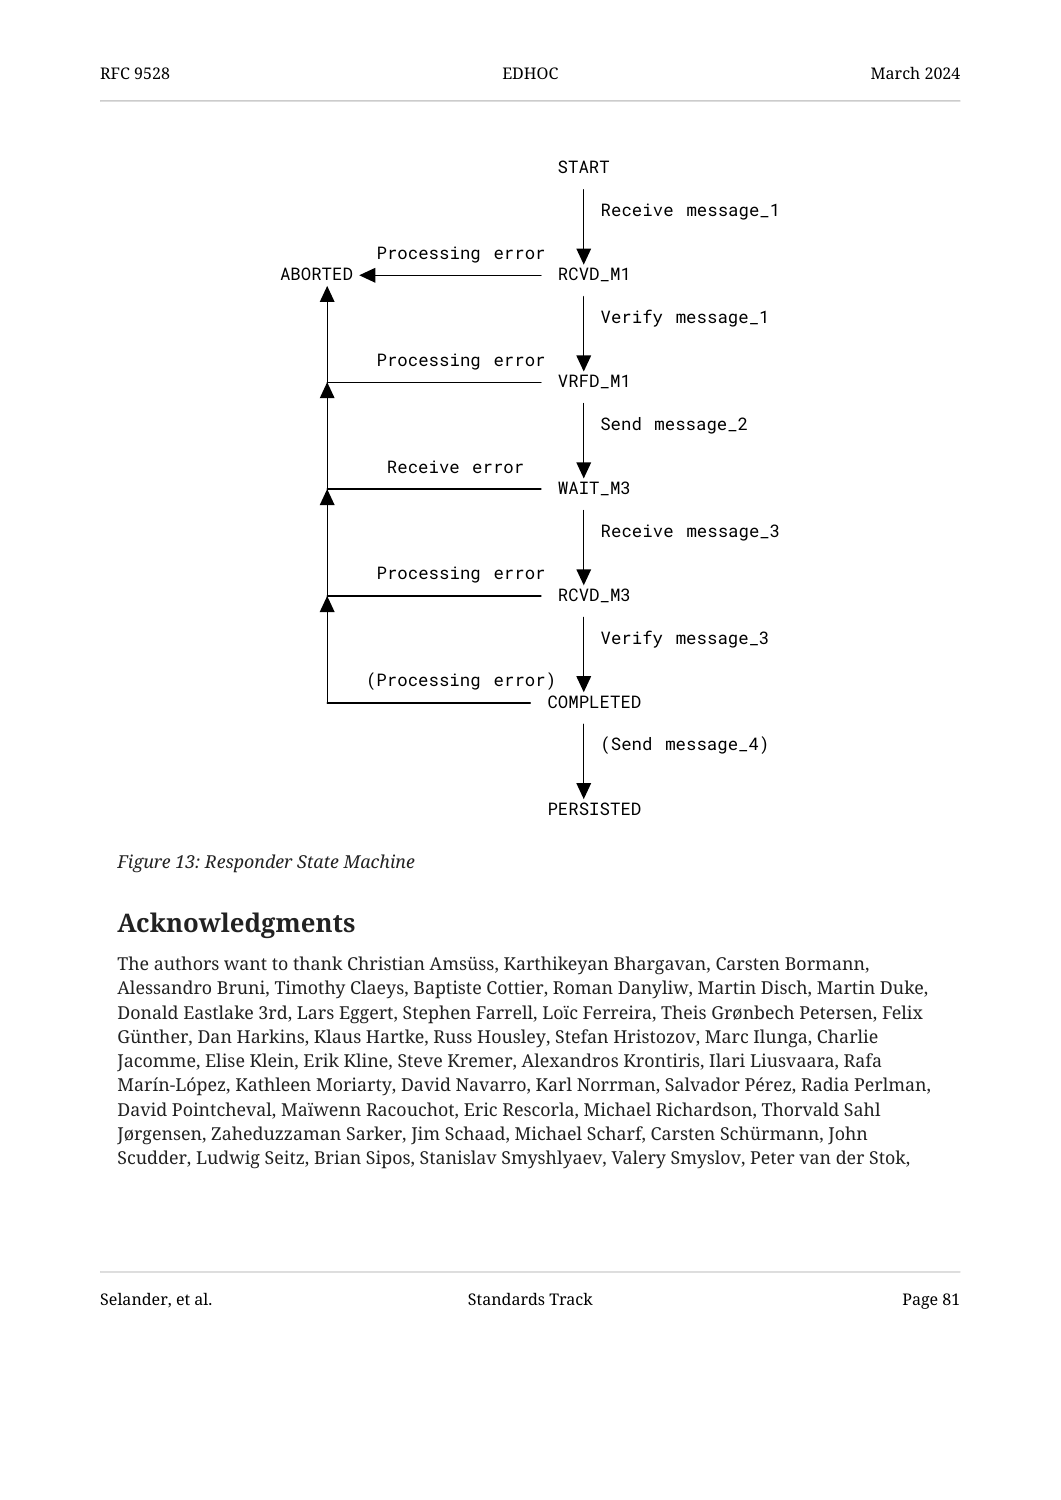 RFC 9528 EDHOC March 2024
START
Receive message_1
Processing error
ABORTED RCVD_M1
Verify message_1
Processing error
VRFD_M1
Send message_2
Receive error
WAIT_M3
Receive message_3
Processing error
RCVD_M3
Verify message_3
(Processing error)
COMPLETED
(Send message_4)
PERSISTED
Figure 13: Responder State Machine
Acknowledgments
The authors want to thank Christian Amsüss, Karthikeyan Bhargavan, Carsten Bormann,
Alessandro Bruni, Timothy Claeys, Baptiste Cottier, Roman Danyliw, Martin Disch, Martin Duke,
Donald Eastlake 3rd, Lars Eggert, Stephen Farrell, Loïc Ferreira, Theis Grønbech Petersen, Felix
Günther, Dan Harkins, Klaus Hartke, Russ Housley, Stefan Hristozov, Marc Ilunga, Charlie
Jacomme, Elise Klein, Erik Kline, Steve Kremer, Alexandros Krontiris, Ilari Liusvaara, Rafa
Marín-López, Kathleen Moriarty, David Navarro, Karl Norrman, Salvador Pérez, Radia Perlman,
David Pointcheval, Maïwenn Racouchot, Eric Rescorla, Michael Richardson, Thorvald Sahl
Jørgensen, Zaheduzzaman Sarker, Jim Schaad, Michael Scharf, Carsten Schürmann, John
Scudder, Ludwig Seitz, Brian Sipos, Stanislav Smyshlyaev, Valery Smyslov, Peter van der Stok,
Selander, et al. Standards Track Page 81